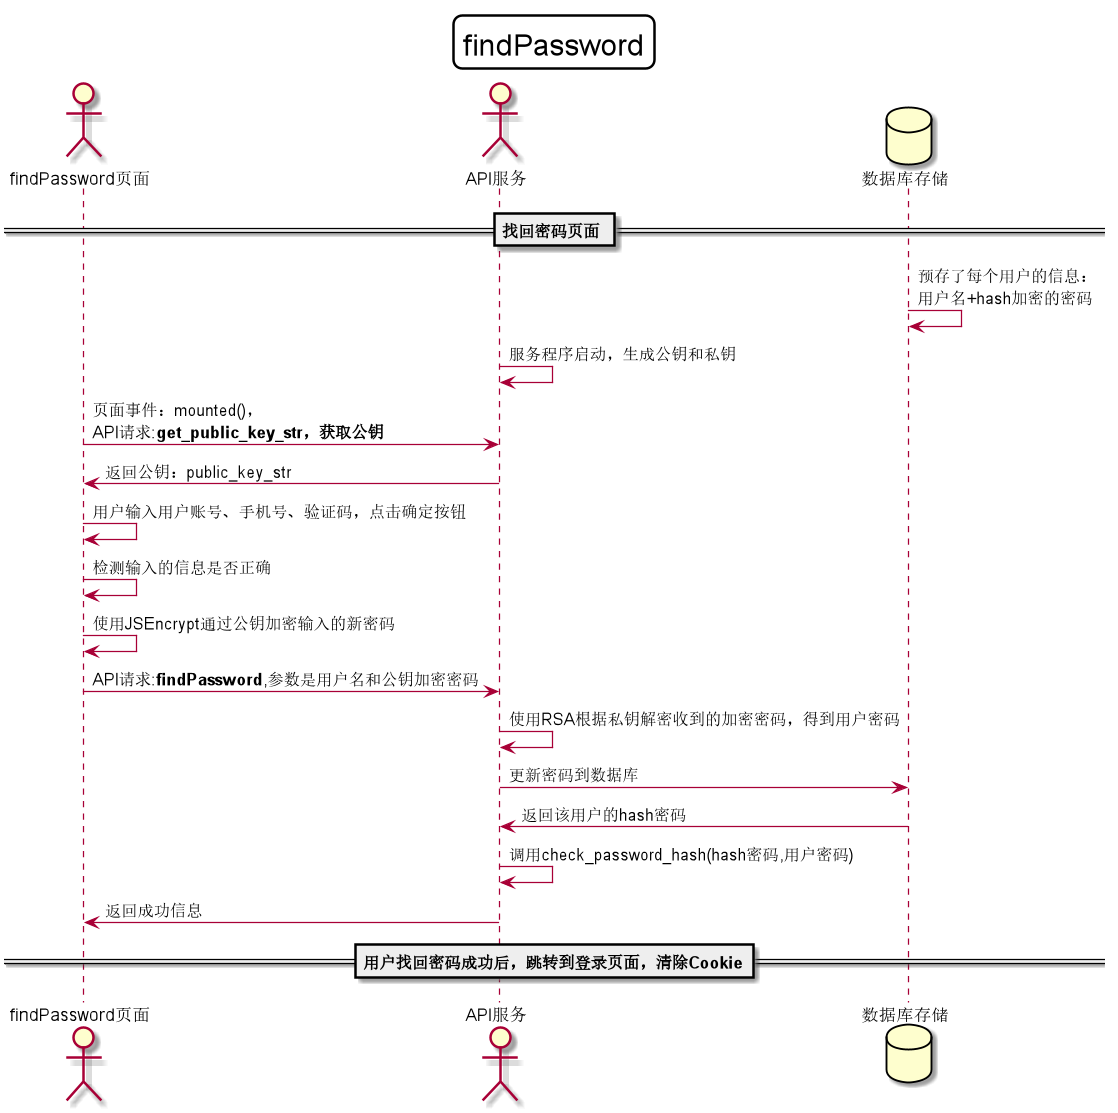 findPassword
findPassword页面
API服务
数据库存储
找回密码页面
预存了每个用户的信息：
用户名+hash加密的密码
服务程序启动，生成公钥和私钥
页面事件：mounted()，
API请求:get_public_key_str，获取公钥
返回公钥：public_key_str
用户输入用户账号、手机号、验证码，点击确定按钮
检测输入的信息是否正确
使用JSEncrypt通过公钥加密输入的新密码
API请求:findPassword,参数是用户名和公钥加密密码
使用RSA根据私钥解密收到的加密密码，得到用户密码
更新密码到数据库
返回该用户的hash密码
调用check_password_hash(hash密码,用户密码)
返回成功信息
用户找回密码成功后，跳转到登录页面，清除Cookie
findPassword页面
API服务
数据库存储